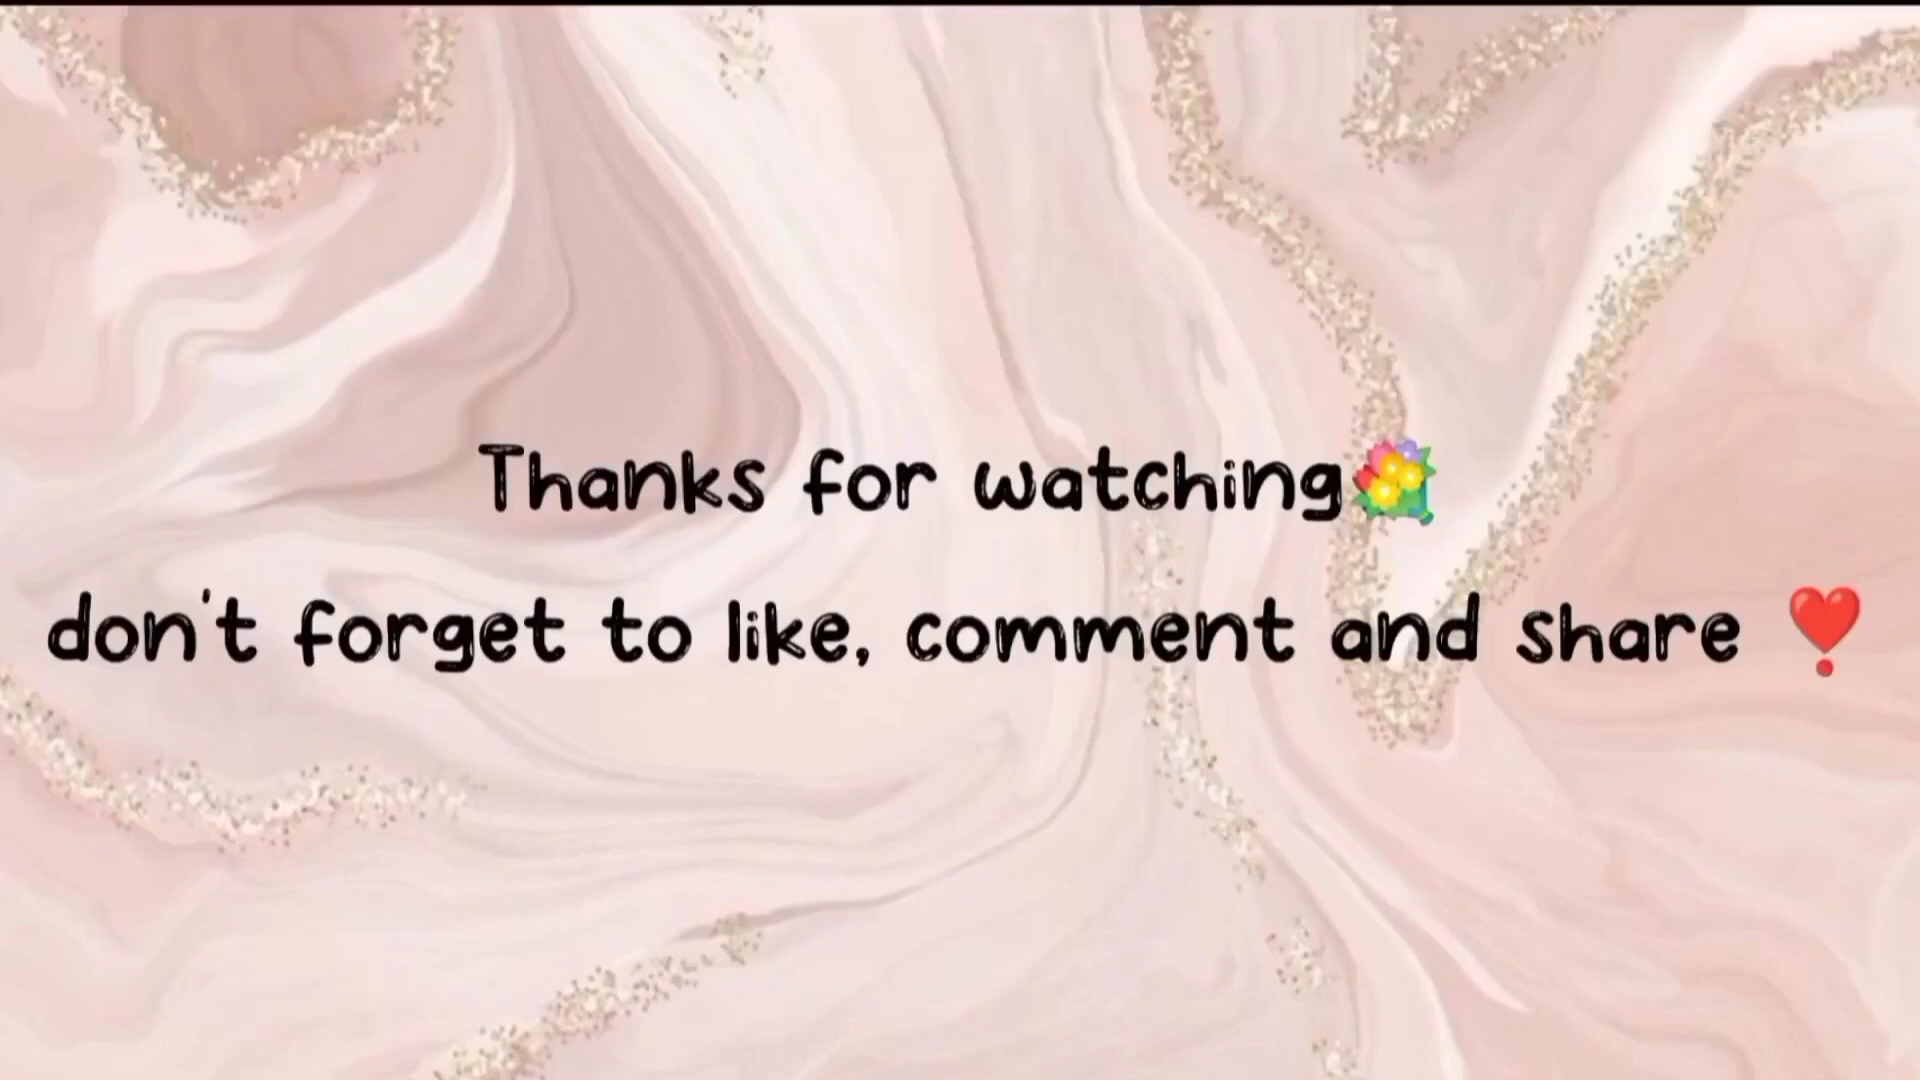 Thanks for watching💐
don't forget to like, comment and share ❣️